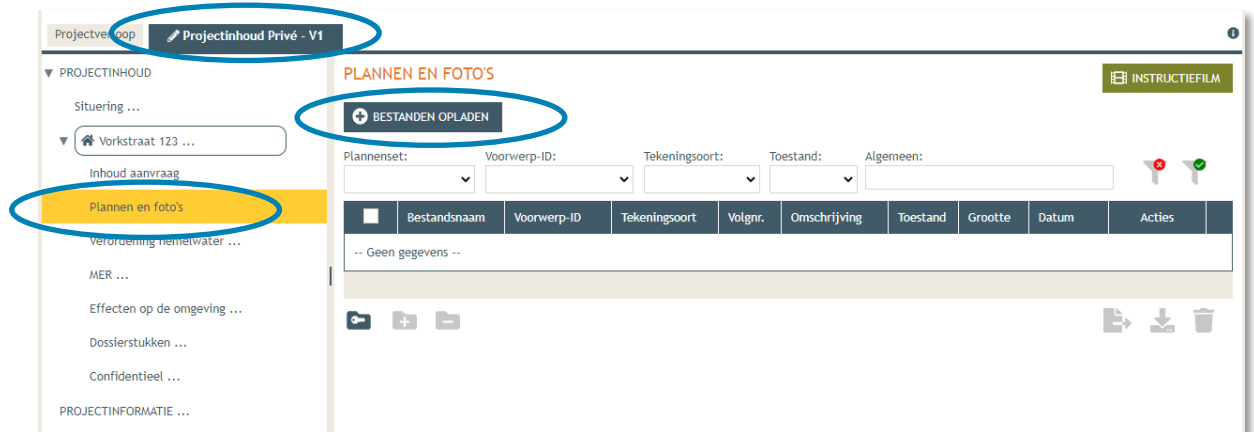 Projectverloop
Projectinhoud Privé - V1
PROJECTINHOUD
Situering ...
Vorkstraat 123 ...
Inhoud aanvraag
Plannen en foto's
Verordening hemelwater ...
MER ...
Effecten op de omgeving ...
Dossierstukken ...
Confidentieel ...
PROJECTINFORMATIE ...
PLANNEN EN FOTO'S
INSTRUCTIEFILM
BESTANDEN OPLADEN
Plannenset: Voorwerp-ID: Tekeningsoort: Toestand: Algemeen:
Bestandsnaam Voorwerp-ID Tekeningsoort Volgnr. Omschrijving Toestand Grootte Datum Acties
-- Geen gegevens --